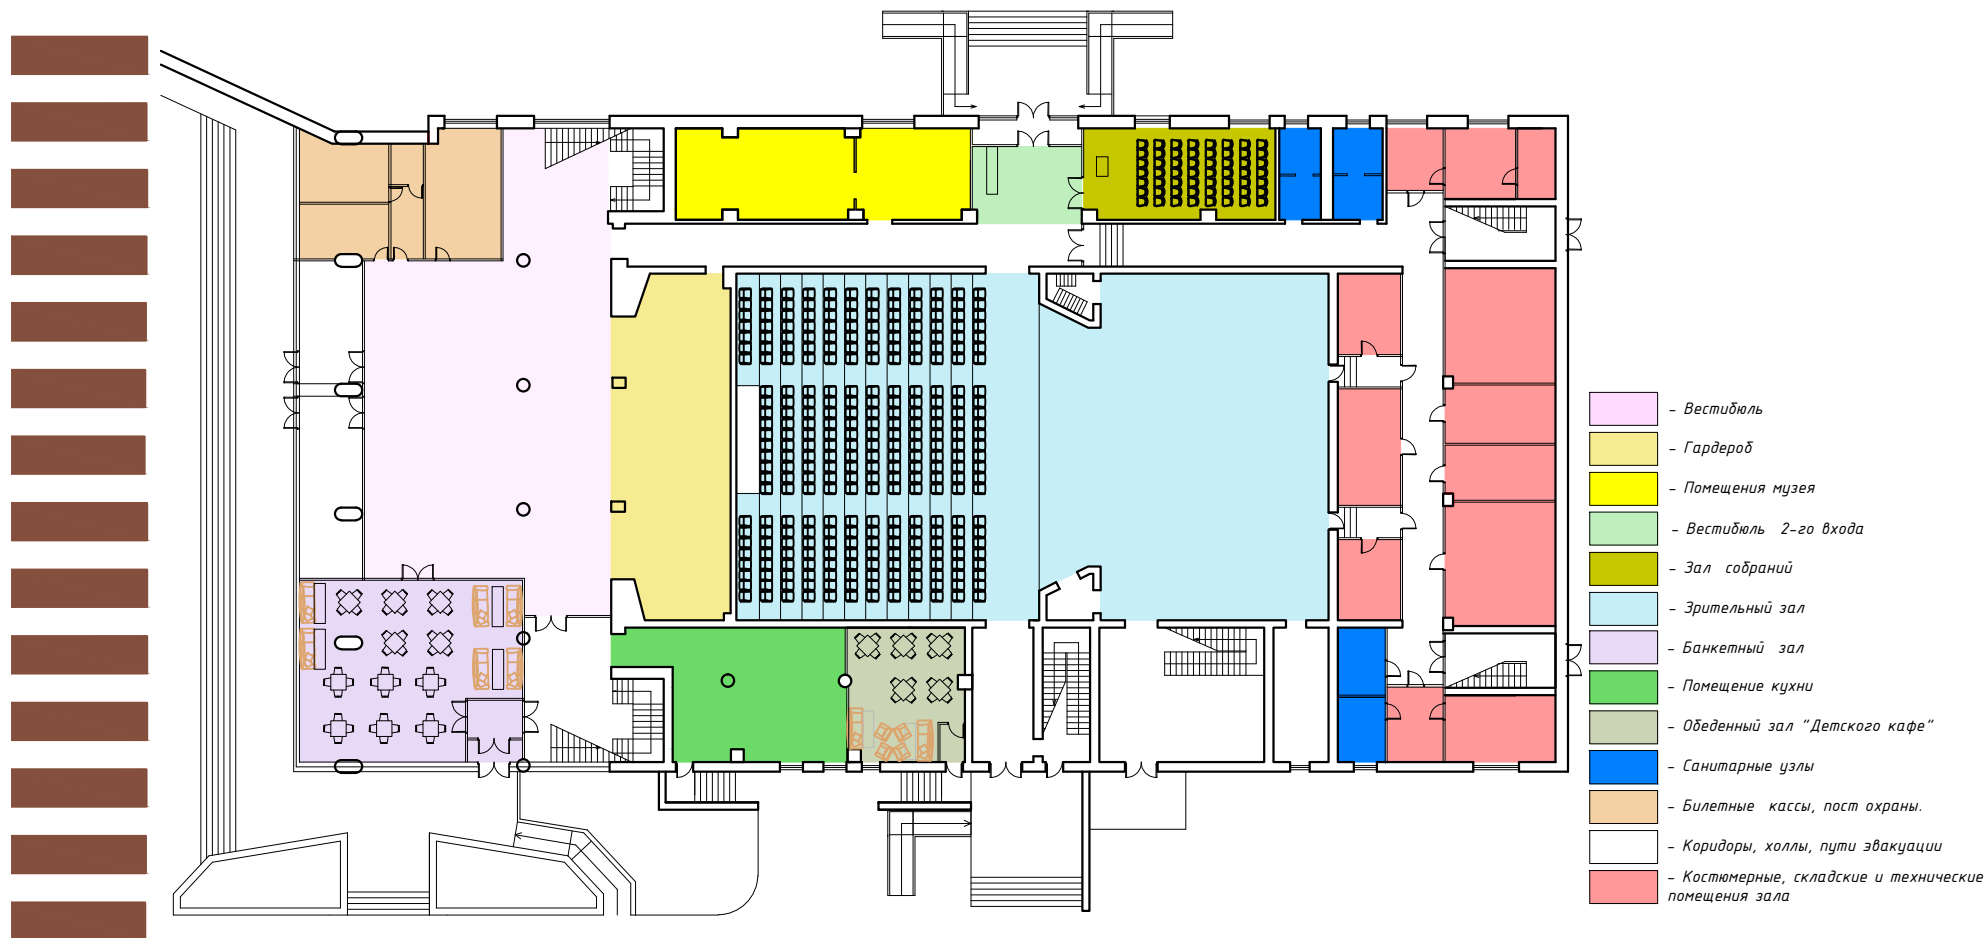 - Вестибюль
- Гардероб
- Помещения музея
- Вестибюль 2-го входа
- Зал собраний
- Зрительный зал
- Банкетный зал
- Помещение кухни
- Обеденный зал "Детского кафе"
- Санитарные узлы
- Билетные кассы, пост охраны.
- Коридоры, холлы, пути эвакуации
- Костюмерные, складские и технические
помещения зала